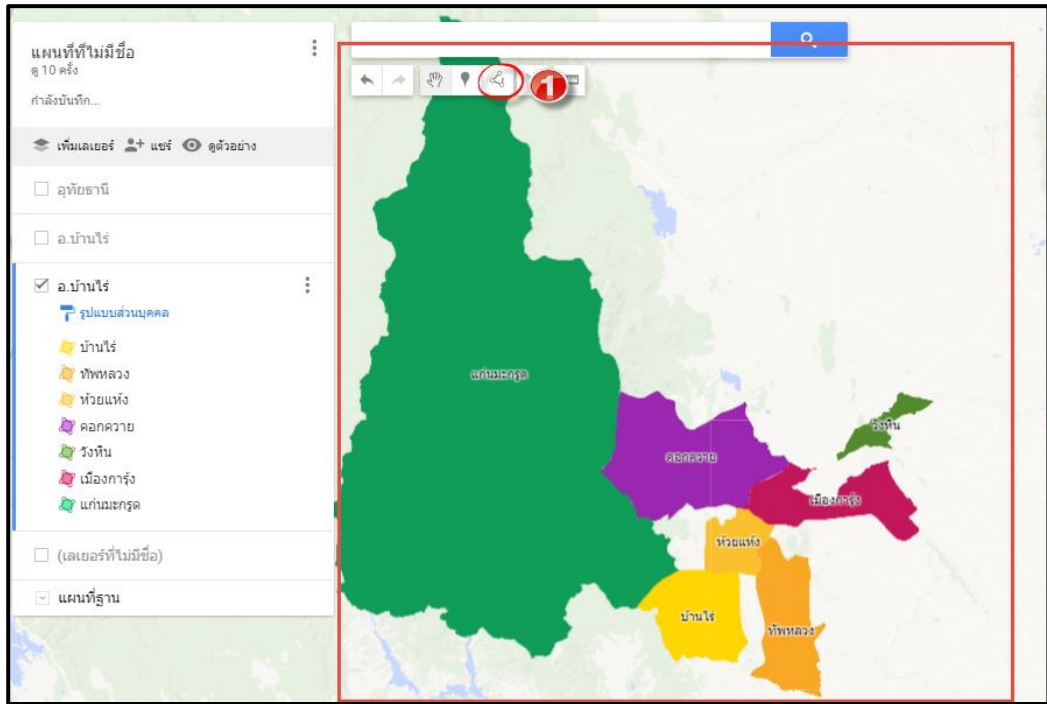 แผนที่ที่ไม่มีชื่อ
ดู 10 ครั้ง
กำลังบันทึก...
เพิ่มเลเยอร์ แชร์ ดูตัวอย่าง
อุทัยธานี
อ.บ้านไร่
อ.บ้านไร่
รูปแบบส่วนบุคคล
บ้านไร่
ทัพหลวง
ห้วยแห้ง
คอกควาย
วังหิน
เมืองการุ้ง
แก่นมะกรูด
(เลเยอร์ที่ไม่มีชื่อ)
แผนที่ฐาน
1
แก่นมะกรูด
วังหิน
คอกควาย
เมืองการุ้ง
ห้วยแห้ง
บ้านไร่
ทัพหลวง